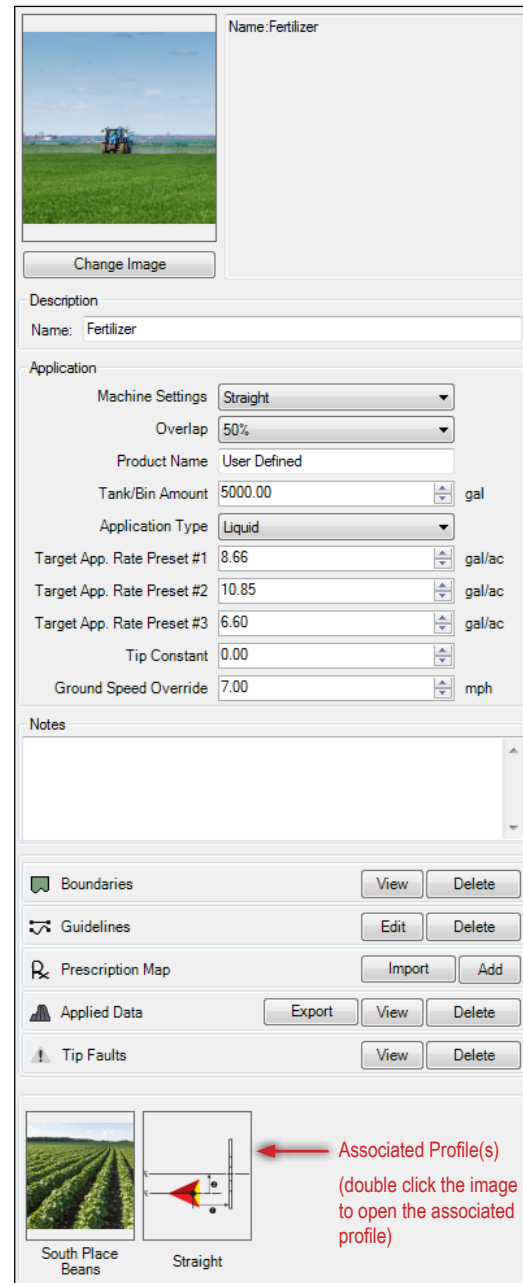 Name:Fertilizer
Change Image
Description
Name: Fertilizer
Application
Machine Settings Straight
Overlap 50%
Product Name User Defined
Tank/Bin Amount 5000.00 gal
Application Type Liquid
Target App. Rate Preset #1 8.66 gal/ac
Target App. Rate Preset #2 10.85 gal/ac
Target App. Rate Preset #3 6.60 gal/ac
Tip Constant 0.00
Ground Speed Override 7.00 mph
Notes
Boundaries View Delete
Guidelines Edit Delete
Prescription Map Import Add
Applied Data Export View Delete
Tip Faults View Delete
South Place
Beans
Straight
Associated Profile(s)
(double click the image
to open the associated
profile)